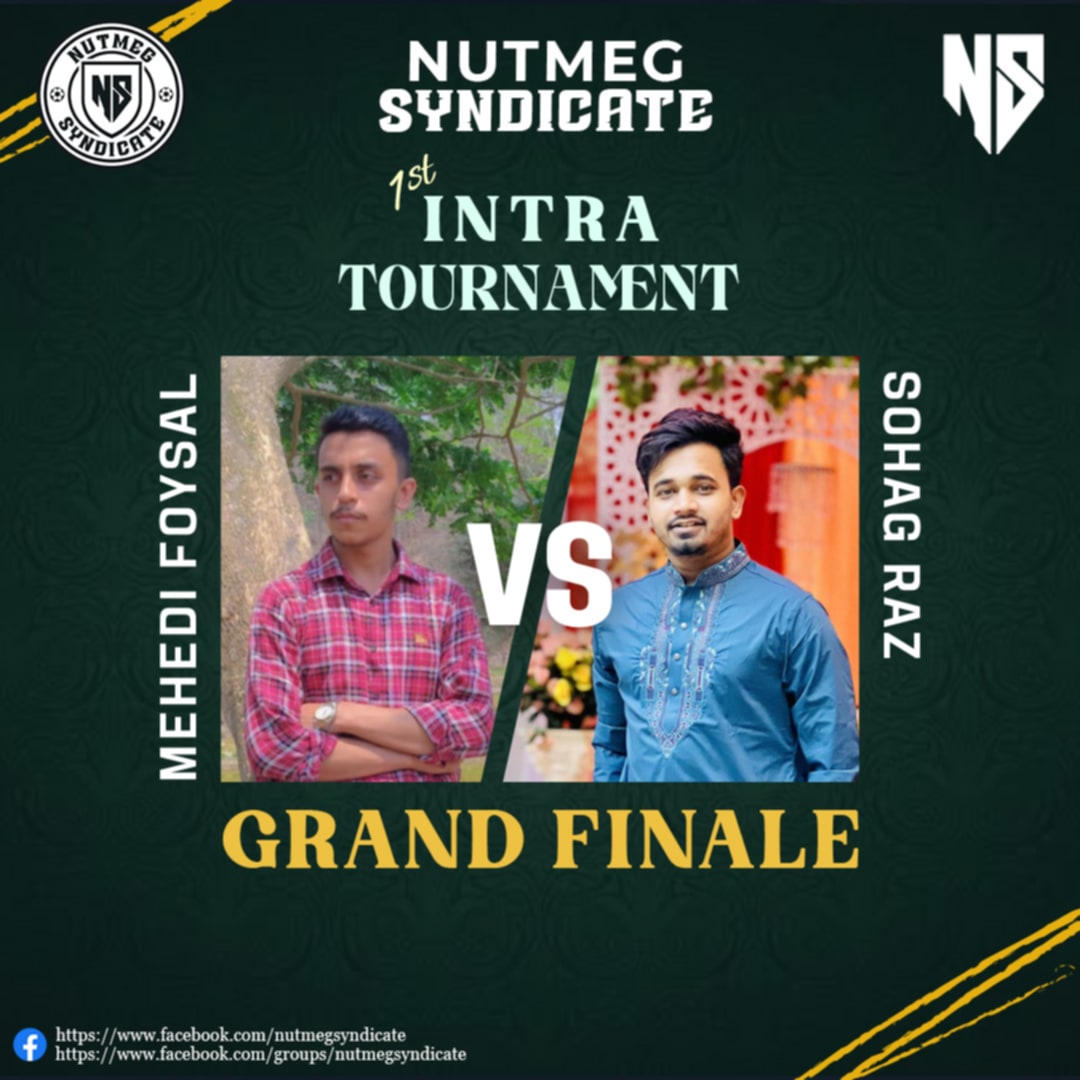 NUTMEG
NS
SYNDICATE
NUTMEG
SYNDICATE
NS
1st
INTRA
TOURNAMENT
MEHEDI FOYSAL
VS
SOHAG RAZ
GRAND FINALE
https://www.facebook.com/nutmegsyndicate
https://www.facebook.com/groups/nutmegsyndicate